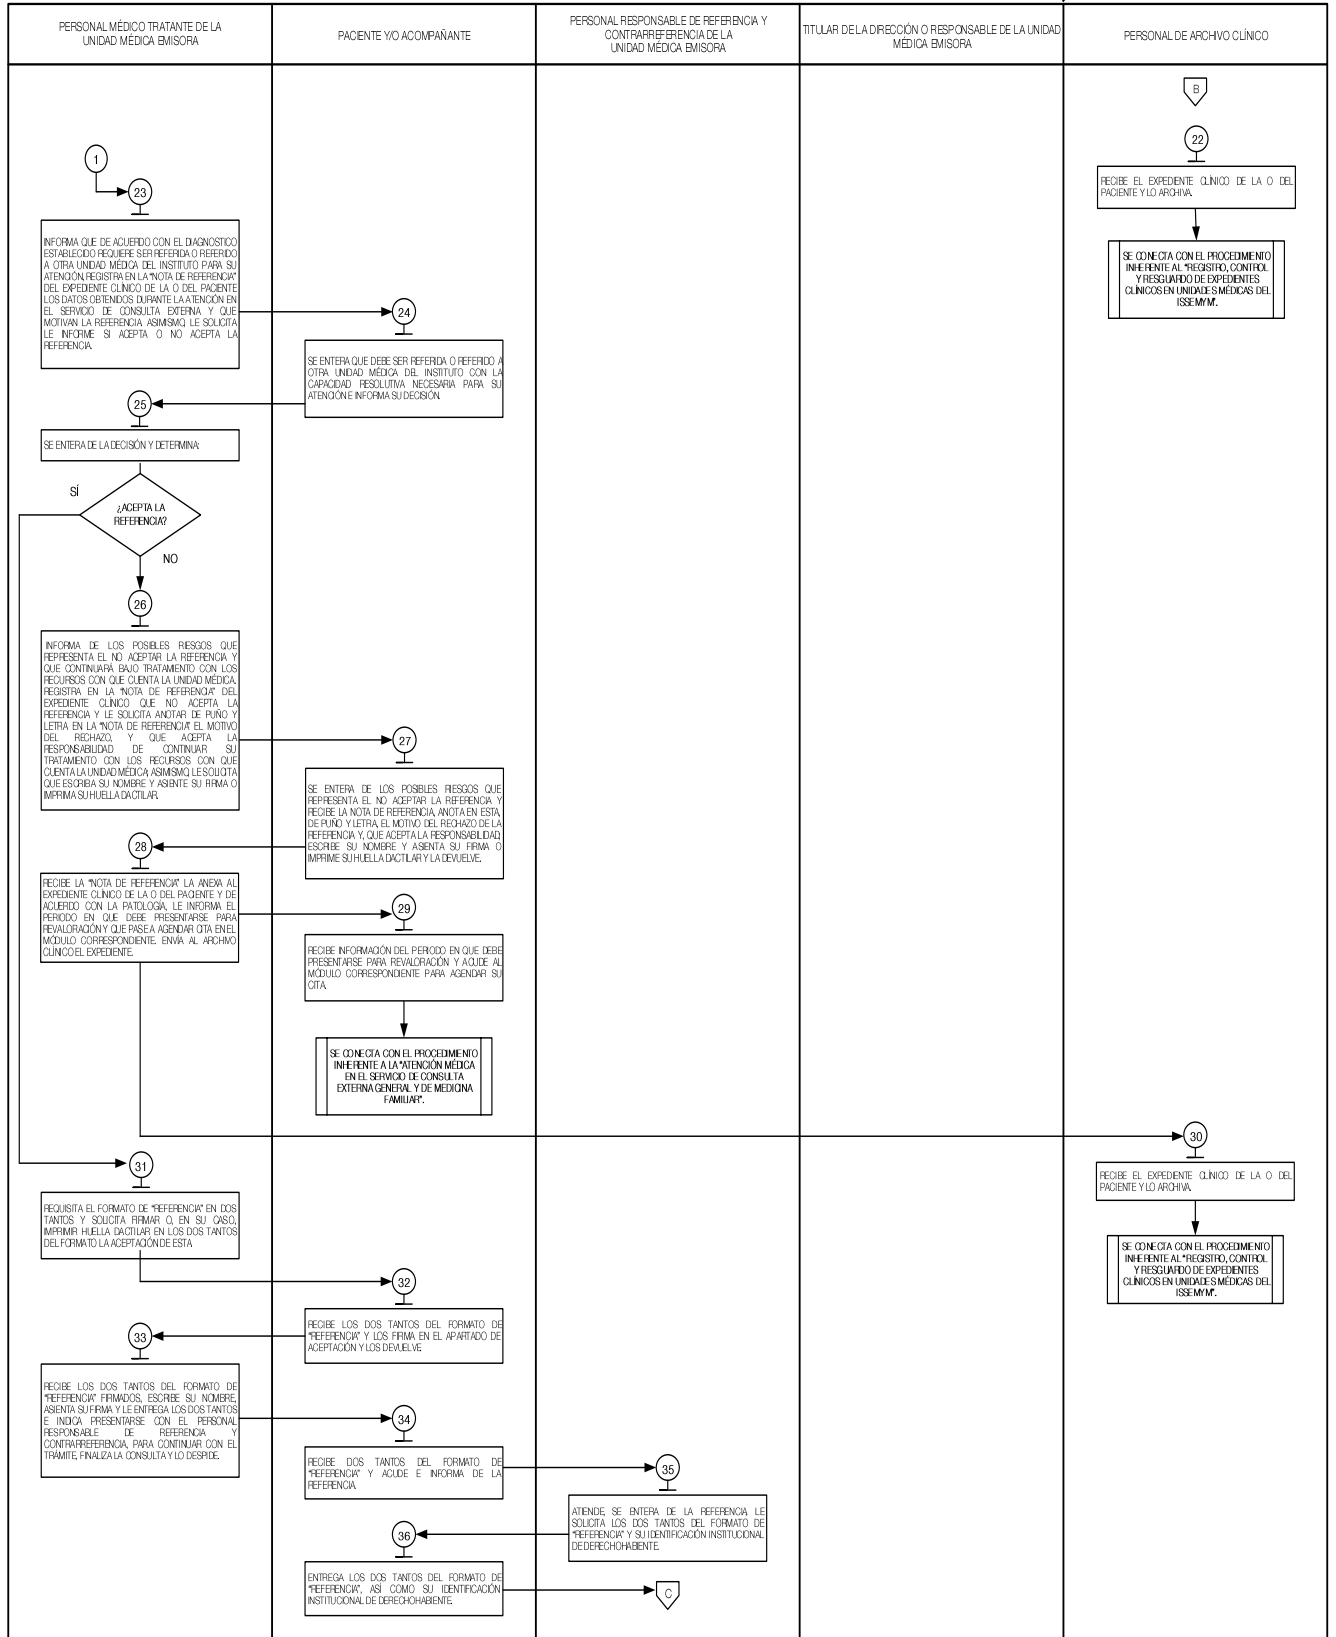 PERSONAL MÉDICO TRATANTE DE LA
UNIDAD MÉDICA EMISORA
PACIENTE Y/O ACOMPAÑANTE
PERSONAL RESPONSABLE DE REFERENCIA Y
CONTRARREFERENCIA DE LA
UNIDAD MÉDICA EMISORA
TITULAR DE LA DIRECCIÓN O RESPONSABLE DE LA UNIDAD
MÉDICA EMISORA
PERSONAL DE ARCHIVO CLÍNICO
B
22
RECIBE EL EXPEDIENTE CLÍNICO DE LA O DEL
PACIENTE Y LO ARCHIVA.
SE CONECTA CON EL PROCEDIMIENTO
INHERENTE AL "REGISTRO, CONTROL
Y RESGUARDO DE EXPEDIENTES
CLÍNICOS EN UNIDADES MÉDICAS DEL
ISSEMYM".
1
23
INFORMA QUE DE ACUERDO CON EL DIAGNOSTICO
ESTABLECIDO REQUIERE SER REFERIDA O REFERIDO
A OTRA UNIDAD MÉDICA DEL INSTITUTO PARA SU
ATENCIÓN, REGISTRA EN LA "NOTA DE REFERENCIA"
DEL EXPEDIENTE CLÍNICO DE LA O DEL PACIENTE
LOS DATOS OBTENIDOS DURANTE LA ATENCIÓN EN
EL SERVICIO DE CONSULTA EXTERNA Y QUE
MOTIVAN LA REFERENCIA. ASIMISMO, LE SOLICITA
LE INFORME SI ACEPTA O NO ACEPTA LA
REFERENCIA.
24
SE ENTERA QUE DEBE SER REFERIDA O REFERIDO A
OTRA UNIDAD MÉDICA DEL INSTITUTO CON LA
CAPACIDAD RESOLUTIVA NECESARIA PARA SU
ATENCIÓN E INFORMA SU DECISIÓN.
25
SE ENTERA DE LA DECISIÓN Y DETERMINA:
SÍ
¿ACEPTA LA
REFERENCIA?
NO
26
INFORMA DE LOS POSIBLES RIESGOS QUE
REPRESENTA EL NO ACEPTAR LA REFERENCIA Y
QUE CONTINUARÁ BAJO TRATAMIENTO CON LOS
RECURSOS CON QUE CUENTA LA UNIDAD MÉDICA.
REGISTRA EN LA "NOTA DE REFERENCIA" DEL
EXPEDIENTE CLÍNICO QUE NO ACEPTA LA
REFERENCIA Y LE SOLICITA ANOTAR DE PUÑO Y
LETRA EN LA "NOTA DE REFERENCIA" EL MOTIVO
DEL RECHAZO, Y QUE ACEPTA LA
RESPONSABILIDAD DE CONTINUAR SU
TRATAMIENTO CON LOS RECURSOS CON QUE
CUENTA LA UNIDAD MÉDICA; ASIMISMO, LE SOLICITA
QUE ESCRIBA SU NOMBRE Y ASIENTE SU FIRMA O
IMPRIMA SU HUELLA DACTILAR.
27
SE ENTERA DE LOS POSIBLES RIESGOS QUE
REPRESENTA EL NO ACEPTAR LA REFERENCIA Y
RECIBE LA NOTA DE REFERENCIA, ANOTA EN ESTA,
DE PUÑO Y LETRA, EL MOTIVO DEL RECHAZO DE LA
REFERENCIA Y, QUE ACEPTA LA RESPONSABILIDAD,
ESCRIBE SU NOMBRE Y ASIENTA SU FIRMA O
IMPRIME SU HUELLA DACTILAR Y LA DEVUELVE.
28
RECIBE LA "NOTA DE REFERENCIA" LA ANEXA AL
EXPEDIENTE CLÍNICO DE LA O DEL PACIENTE Y DE
ACUERDO CON LA PATOLOGÍA, LE INFORMA EL
PERIODO EN QUE DEBE PRESENTARSE PARA
REVALORACIÓN Y QUE PASE A AGENDAR CITA EN EL
MÓDULO CORRESPONDIENTE. ENVÍA AL ARCHIVO
CLÍNICO EL EXPEDIENTE.
29
RECIBE INFORMACIÓN DEL PERIODO EN QUE DEBE
PRESENTARSE PARA REVALORACIÓN Y ACUDE AL
MÓDULO CORRESPONDIENTE PARA AGENDAR SU
CITA.
SE CONECTA CON EL PROCEDIMIENTO
INHERENTE A LA "ATENCIÓN MÉDICA
EN EL SERVICIO DE CONSULTA
EXTERNA GENERAL Y DE MEDICINA
FAMILIAR".
30
RECIBE EL EXPEDIENTE CLÍNICO DE LA O DEL
PACIENTE Y LO ARCHIVA.
SE CONECTA CON EL PROCEDIMIENTO
INHERENTE AL "REGISTRO, CONTROL
Y RESGUARDO DE EXPEDIENTES
CLÍNICOS EN UNIDADES MÉDICAS DEL
ISSEMYM".
31
REQUISITA EL FORMATO DE "REFERENCIA" EN DOS
TANTOS Y SOLICITA FIRMAR O, EN SU CASO,
IMPRIMIR HUELLA DACTILAR EN LOS DOS TANTOS
DEL FORMATO LA ACEPTACIÓN DE ESTA.
32
RECIBE LOS DOS TANTOS DEL FORMATO DE
"REFERENCIA" Y LOS FIRMA EN EL APARTADO DE
ACEPTACIÓN Y LOS DEVUELVE.
33
RECIBE LOS DOS TANTOS DEL FORMATO DE
"REFERENCIA" FIRMADOS, ESCRIBE SU NOMBRE,
ASIENTA SU FIRMA Y LE ENTREGA LOS DOS TANTOS
E INDICA PRESENTARSE CON EL PERSONAL
RESPONSABLE DE REFERENCIA Y
CONTRARREFERENCIA, PARA CONTINUAR CON EL
TRÁMITE, FINALIZA LA CONSULTA Y LO DESPIDE.
34
RECIBE DOS TANTOS DEL FORMATO DE
"REFERENCIA" Y ACUDE E INFORMA DE LA
REFERENCIA.
35
ATIENDE, SE ENTERA DE LA REFERENCIA, LE
SOLICITA LOS DOS TANTOS DEL FORMATO DE
"REFERENCIA" Y SU IDENTIFICACIÓN INSTITUCIONAL
DE DERECHOHABIENTE.
36
ENTREGA LOS DOS TANTOS DEL FORMATO DE
"REFERENCIA", ASÍ COMO SU IDENTIFICACIÓN
INSTITUCIONAL DE DERECHOHABIENTE.
C